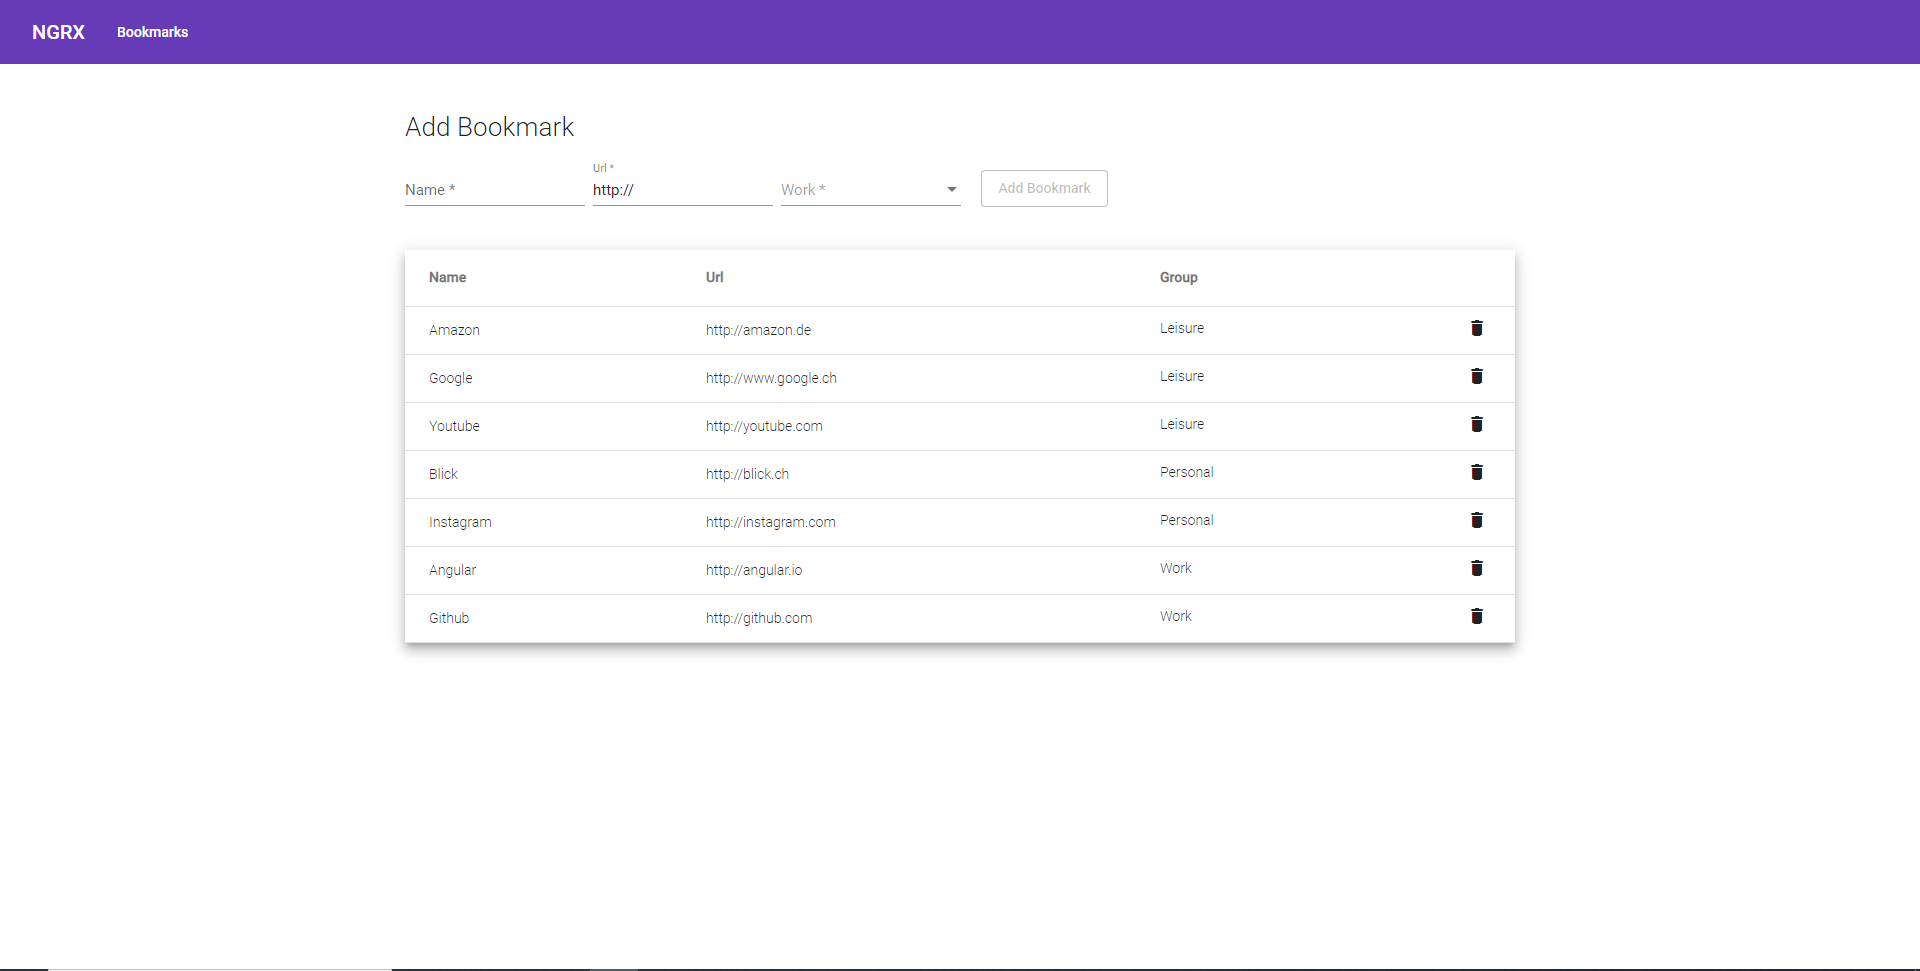 NGRX Bookmarks
Add Bookmark
Url *
Name * http:// Work * Add Bookmark
Name Url Group
Amazon http://amazon.de Leisure
Google http://www.google.ch Leisure
Youtube http://youtube.com Leisure
Blick http://blick.ch Personal
Instagram http://instagram.com Personal
Angular http://angular.io Work
Github http://github.com Work